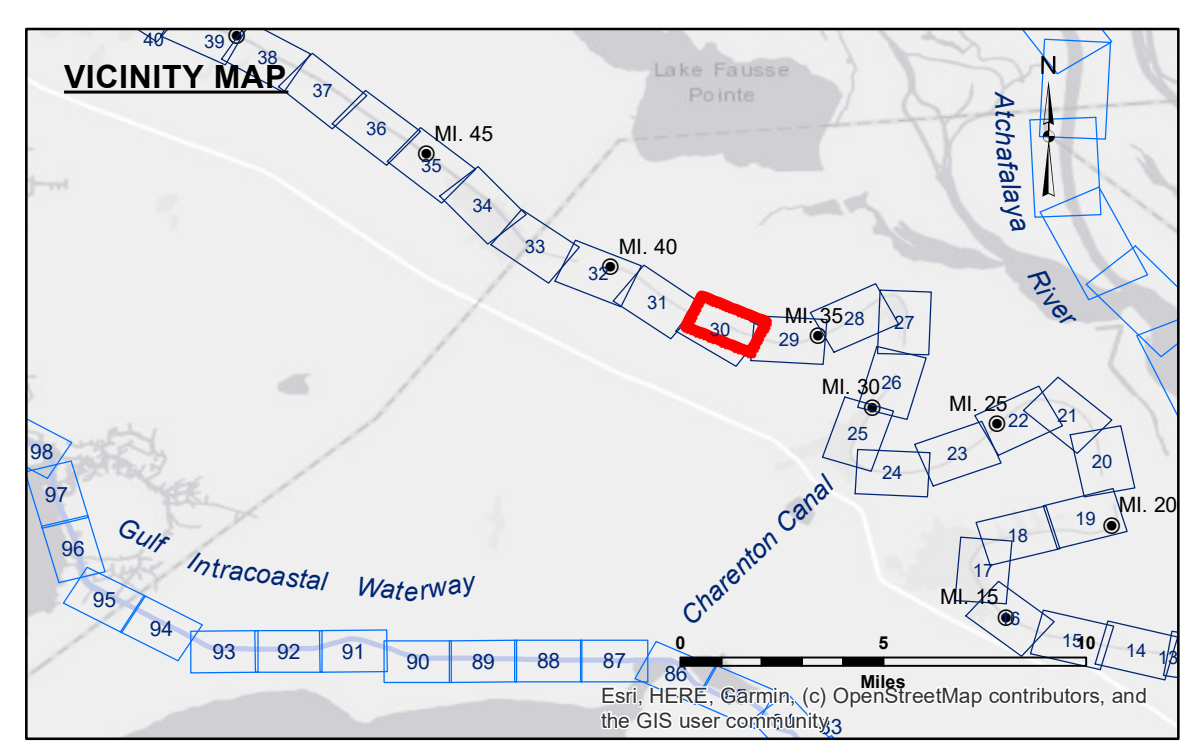 VICINITY MAP
40
39
38
37
36
MI. 45
35
34
33
MI. 40
32
31
30
MI. 35
29
28
27
26
MI. 30
25
24
23
MI. 25
22
21
20
MI. 20
19
18
17
MI. 15
15
14
13
Lake Fausse
Pointe
N
Atchafalaya
River
Charenton Canal
Gulf Intracoastal Waterway
98
97
96
95
94
93
92
91
90
89
88
87
86
0 5 10
Miles
Esri, HERE, Garmin, (c) OpenStreetMap contributors, and
the GIS user community